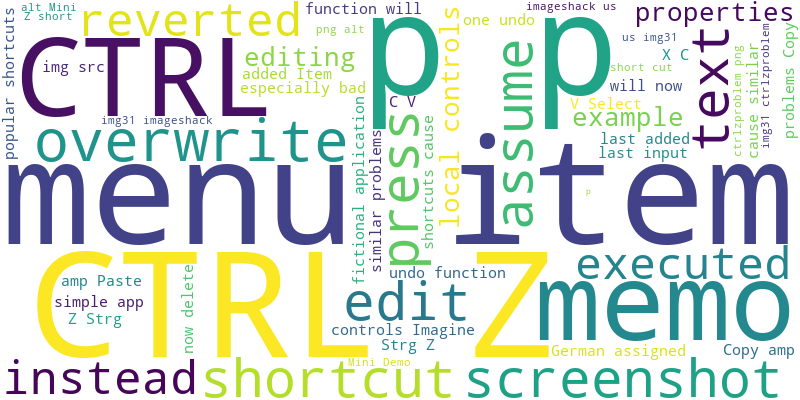 alt Mini
Z short
reverted
function will
p
one undo
imageshack us
p
properties
popular shortcuts
CTRL
img src
png alt
editing
added Item
especially bad
local controls
us img31
X C
short cut
will now
text
ctrlzproblem png
cause similar
img31 ctrlzproblem
problems Copy
img31 imageshack
C V
V Select
example
overwrite
fictional application
similar problems
press
shortcuts cause
assume
last added
last input
menu item
p
CTRL Z
amp Paste
simple app
Z Strg
now delete
undo function
edit
controls Imagine
Strg Z
executed
memo
German assigned
Copy amp
Mini Demo
instead
shortcut
screenshot